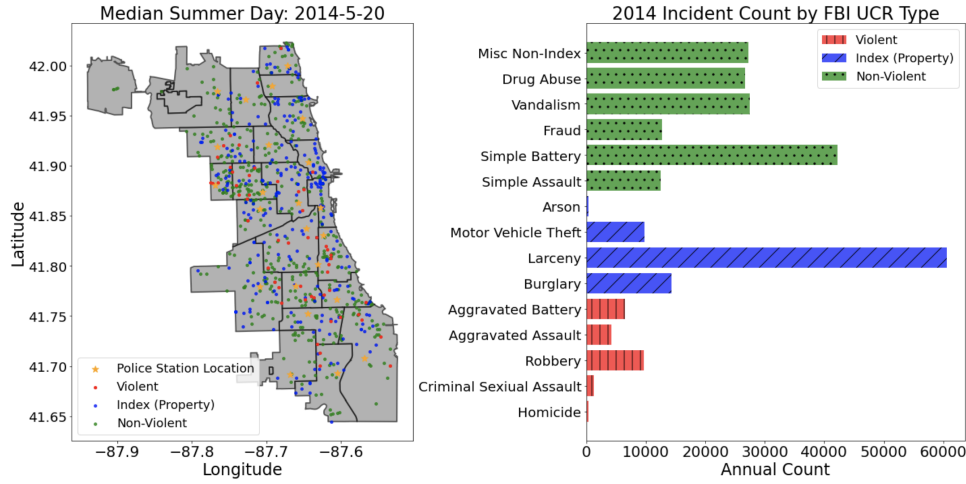 Median Summer Day: 2014-5-20
42.00
41.95
41.90
41.85
41.80
41.75
41.70
41.65
Latitude
Police Station Location
Violent
Index (Property)
Non-Violent
−87.9
−87.8
−87.7
−87.6
Longitude
2014 Incident Count by FBI UCR Type
Violent
Index (Property)
Non-Violent
Misc Non-Index
Drug Abuse
Vandalism
Fraud
Simple Battery
Simple Assault
Arson
Motor Vehicle Theft
Larceny
Burglary
Aggravated Battery
Aggravated Assault
Robbery
Criminal Sexiual Assault
Homicide
0
10000
20000
30000
40000
50000
60000
Annual Count